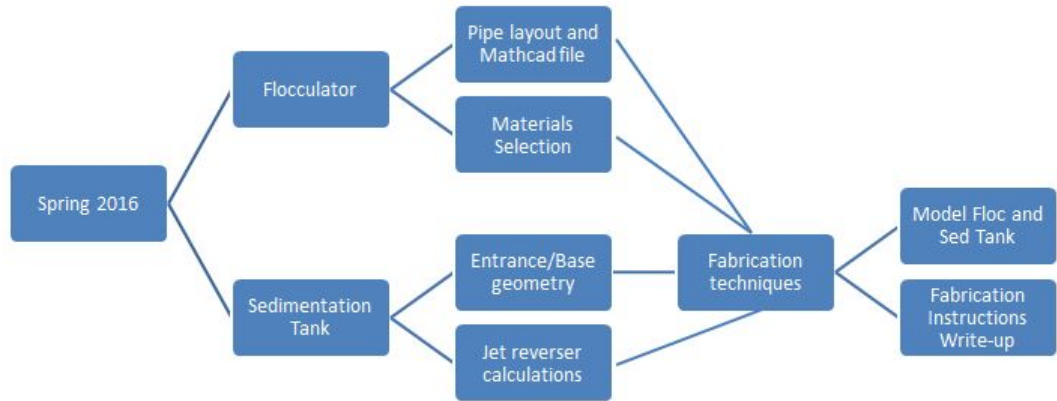 Pipe layout and
Mathcad file
Flocculator
Materials
Selection
Spring 2016
Model Floc and
Sed Tank
Entrance/Base
geometry
Fabrication
techniques
Sedimentation
Tank
Fabrication
Instructions
Write-up
Jet reverser
calculations